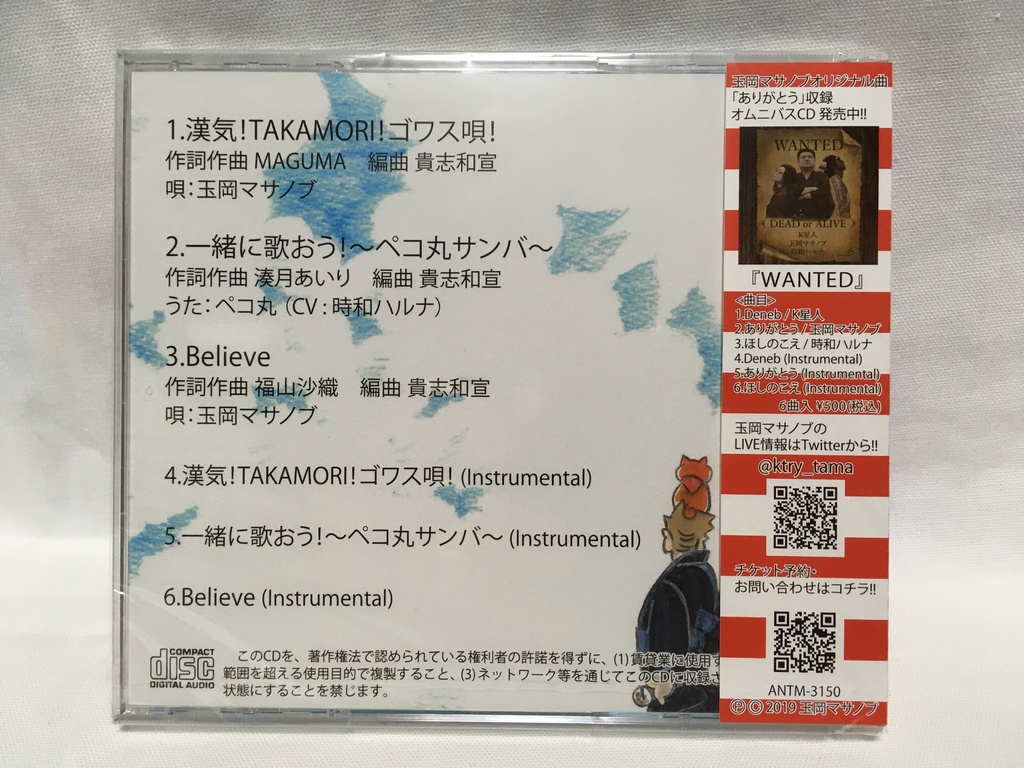 1.漢気!TAKAMORI!ゴワス唄!
作詞作曲 MAGUMA 編曲 貴志和宣
唄:玉岡マサノブ
2.一緒に歌おう!～ペコ丸サンバ～
作詞作曲 湊月あいり 編曲 貴志和宣
うた:ペコ丸(CV:時和ハルナ)
3.Believe
作詞作曲 福山沙織 編曲 貴志和宣
唄:玉岡マサノブ
4.漢気!TAKAMORI!ゴワス唄!(Instrumental)
5.一緒に歌おう!～ペコ丸サンバ～(Instrumental)
6.Believe (Instrumental)
COMPACT
disc
DIGITAL AUDIO
このCDを、著作権法で認められている権利者の許諾を得ずに、(1)賃貸業に使用す
範囲を超える使用目的で複製すること、(3)ネットワーク等を通じてこのCDに収録さ
状態にすることを禁じます。
玉岡マサノブオリジナル曲
「ありがとう」収録
オムニバスCD 発売中!!
WANTED
DEAD or ALIVE
K星人
玉岡マサノブ
時和ハルナ
『WANTED』
<曲目>
1.Deneb / K星人
2.ありがとう / 玉岡マサノブ
3.ほしのこえ / 時和ハルナ
4.Deneb (Instrumental)
5.ありがとう (Instrumental)
6.ほしのこえ (Instrumental)
6曲入 ¥500(税込)
玉岡マサノブの
LIVE情報はTwitterから!!
@ktry_tama
チケット予約・
お問い合わせはコチラ!!
ANTM-3150
Ⓟ Ⓒ 2019 玉岡マサノブ